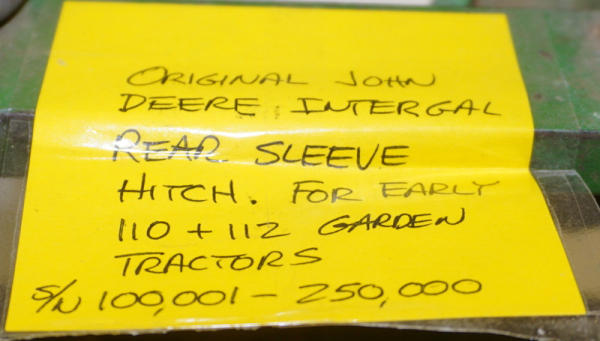 ORIGINAL JOHN
DEERE INTERGAL
REAR SLEEVE
HITCH. FOR EARLY
110 + 112 GARDEN
TRACTORS
S/N 100,001 - 250,000